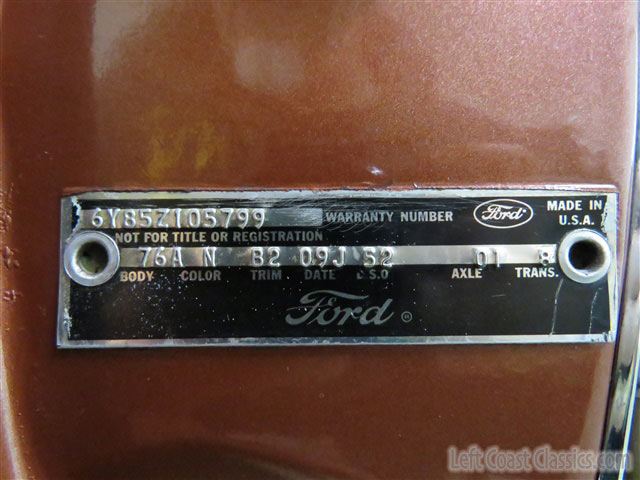 6Y85Z105799 WARRANTY NUMBER Ford MADE IN U.S.A.
NOT FOR TITLE OR REGISTRATION
76A N B2 09J 52 01 8
BODY COLOR TRIM DATE D.S.O AXLE TRANS.
Ford ®
Left Coast Classics.com